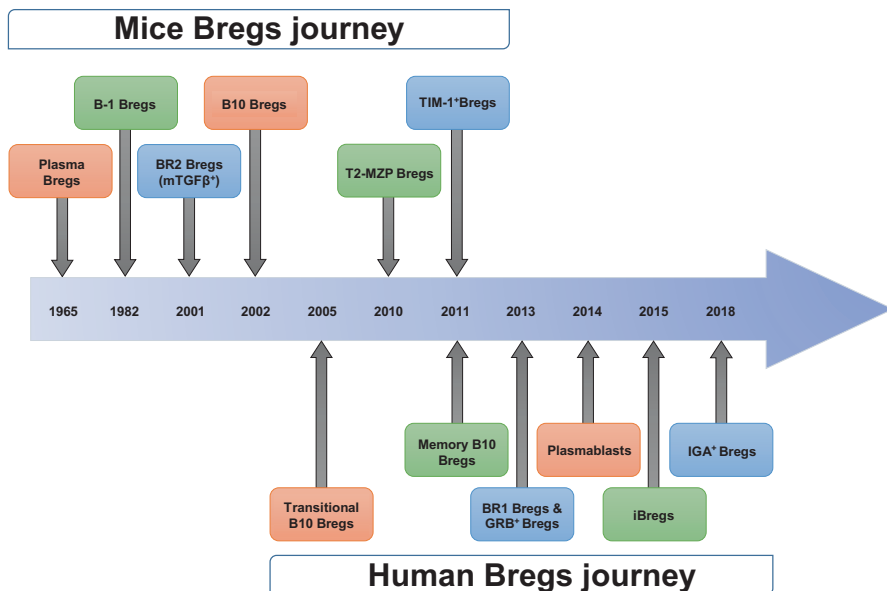 Mice Bregs journey
B-1 Bregs
B10 Bregs
TIM-1⁺Bregs
Plasma
Bregs
BR2 Bregs
(mTGFβ⁺)
T2-MZP Bregs
1965
1982
2001
2002
2005
2010
2011
2013
2014
2015
2018
Memory B10
Bregs
Plasmablasts
IGA⁺ Bregs
Transitional
B10 Bregs
BR1 Bregs &
GRB⁺ Bregs
iBregs
Human Bregs journey